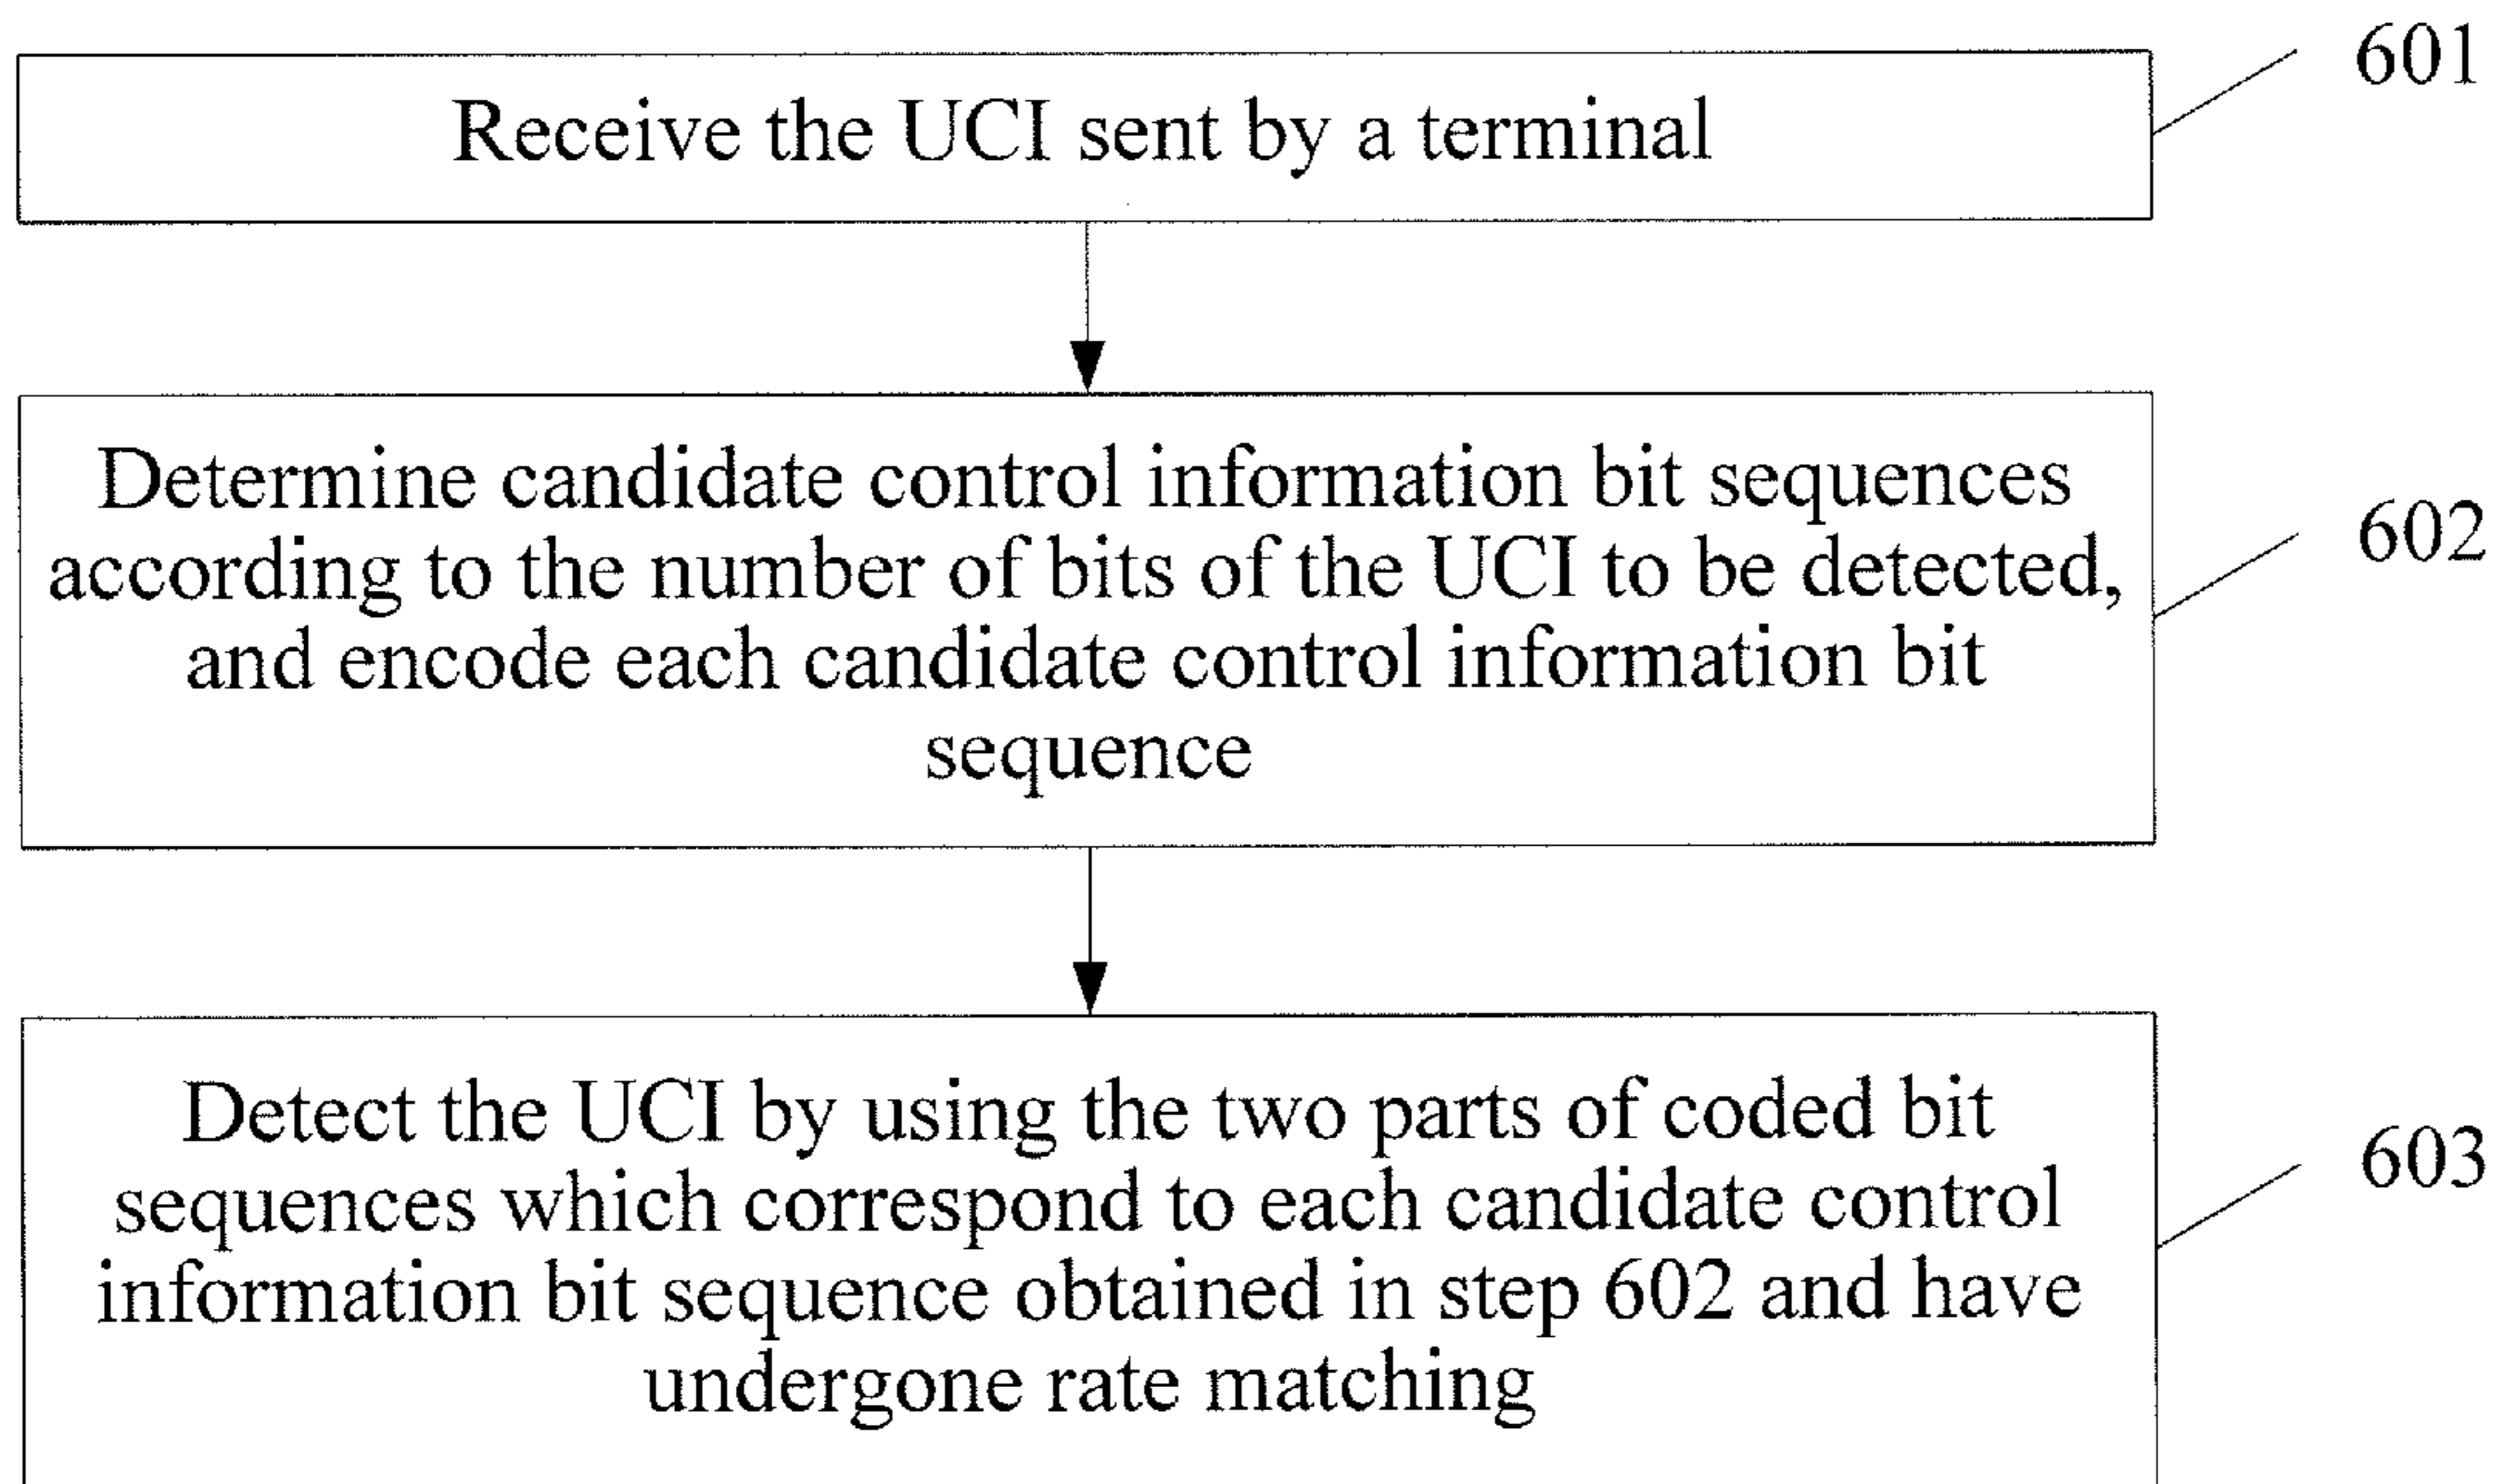 601
Receive the UCI sent by a terminal
Determine candidate control information bit sequences
according to the number of bits of the UCI to be detected,
and encode each candidate control information bit
sequence
602
Detect the UCI by using the two parts of coded bit
sequences which correspond to each candidate control
information bit sequence obtained in step 602 and have
undergone rate matching
603